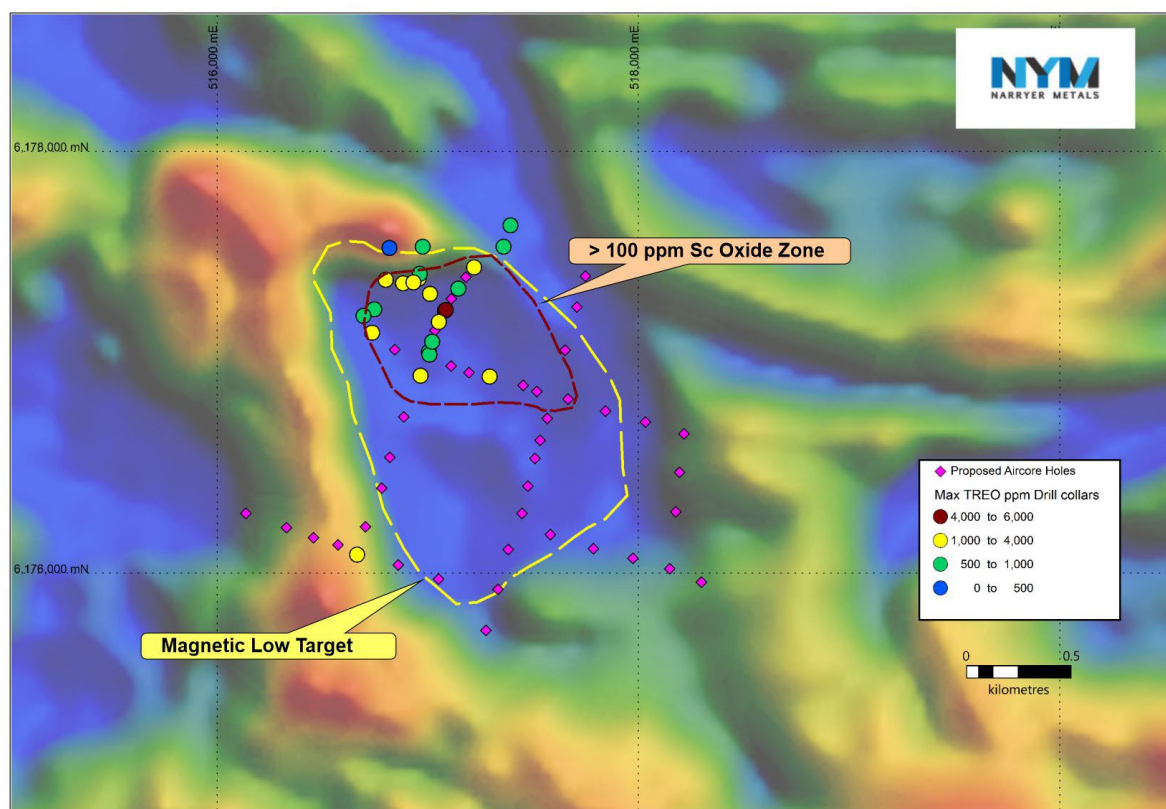 516,000 mE
518,000 mE
NYM
NARRYER METALS
6,178,000 mN
> 100 ppm Sc Oxide Zone
Proposed Aircore Holes
Max TREO ppm Drill collars
4,000 to 6,000
1,000 to 4,000
500 to 1,000
0 to 500
6,176,000 mN
Magnetic Low Target
0 0.5
kilometres